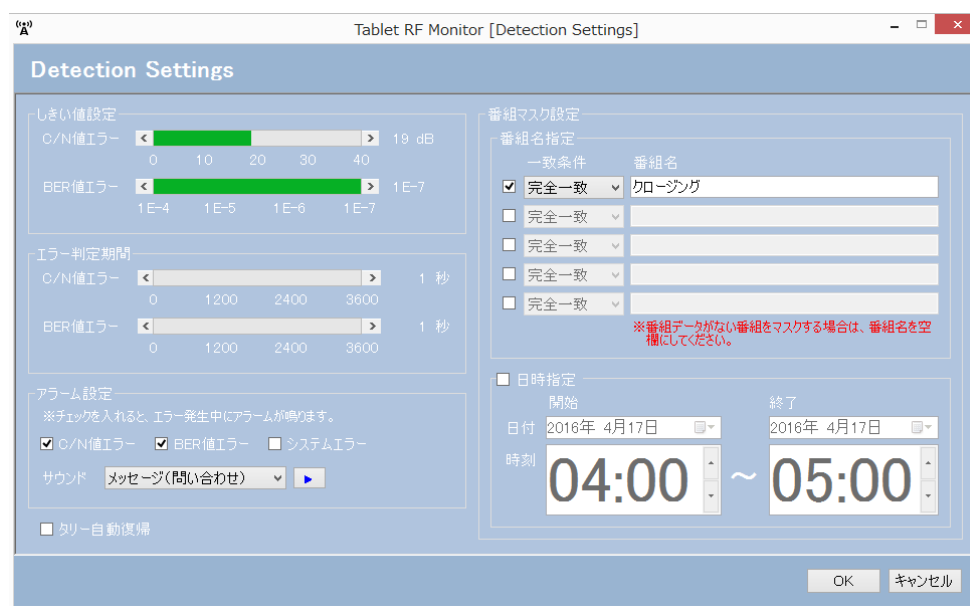 Tablet RF Monitor [Detection Settings]
Detection Settings
しきい値設定
C/N値エラー 19 dB
0 10 20 30 40
BER値エラー 1E-7
1E-4 1E-5 1E-6 1E-7
エラー判定期間
C/N値エラー 1 秒
0 1200 2400 3600
BER値エラー 1 秒
0 1200 2400 3600
アラーム設定
※チェックを入れると、エラー発生中にアラームが鳴ります。
C/N値エラー BER値エラー システムエラー
サウンド メッセージ(問い合わせ)
タリー自動復帰
番組マスク設定
番組名指定
一致条件 番組名
完全一致 クロージング
完全一致
完全一致
完全一致
完全一致
※番組データがない番組をマスクする場合は、番組名を空
欄にしてください。
日時指定
開始 終了
日付 2016年 4月17日 2016年 4月17日
時刻 04:00 ～ 05:00
OK キャンセル